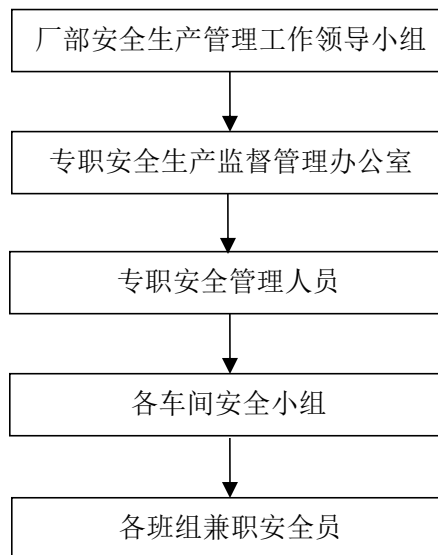 厂部安全生产管理工作领导小组
专职安全生产监督管理办公室
专职安全管理人员
各车间安全小组
各班组兼职安全员